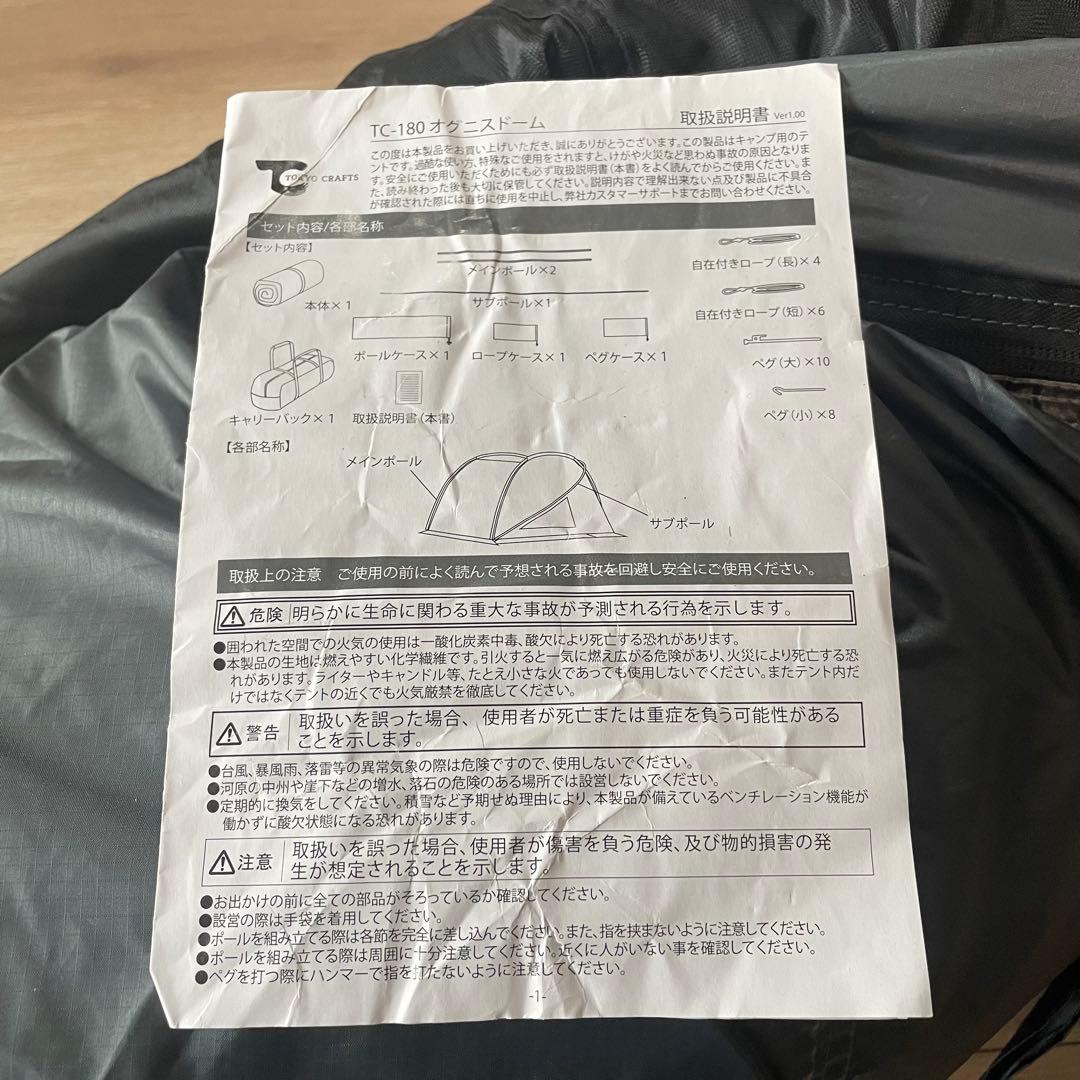 TC-180 オグニスドーム
取扱説明書 Ver1.00
TOKYO CRAFTS
この度は本製品をお買い上げいただき、誠にありがとうございます。この製品はキャンプ用のテ
ントです。過酷な使い方、特殊なご使用をされますと、けがや火災など思わぬ事故の原因となりま
す。安全にご使用いただくためにも必ず取扱説明書(本書)をよく読んでからご使用ください。ま
た、読み終わった後も大切に保管してください。説明内容で理解出来ない点及び製品に不具合
が確認された際には直ちに使用を中止し、弊社カスタマーサポートまでお問い合わせください。
セット内容/各部名称
【セット内容】
本体×1
メインポール×2
自在付きロープ(長)×4
サブポール×1
自在付きロープ(短)×6
ポールケース×1
ロープケース×1
ペグケース×1
ペグ(大)×10
キャリーバック×1
取扱説明書(本書)
ペグ(小)×8
【各部名称】
メインポール
サブポール
取扱上の注意 ご使用の前によく読んで予想される事故を回避し安全にご使用ください。
危険 明らかに生命に関わる重大な事故が予測される行為を示します。
●囲われた空間での火気の使用は一酸化炭素中毒、酸欠により死亡する恐れがあります。
●本製品の生地は燃えやすい化学繊維です。引火すると一気に燃え広がる危険があり、火災により死亡する恐
れがあります。ライターやキャンドル等、たとえ小さな火であっても使用しないでください。またテント内だ
けではなくテントの近くでも火気厳禁を徹底してください。
警告 取扱いを誤った場合、使用者が死亡または重症を負う可能性がある
ことを示します。
●台風、暴風雨、落雷等の異常気象の際は危険ですので、使用しないでください。
●河原の中州や崖下などの増水、落石の危険のある場所では設営しないでください。
●定期的に換気をしてください。積雪など予期せぬ理由により、本製品が備えているベンチレーション機能が
働かずに酸欠状態になる恐れがあります。
注意 取扱いを誤った場合、使用者が傷害を負う危険、及び物的損害の発
生が想定されることを示します。
●お出かけの前に全ての部品がそろっているか確認してください。
●設営の際は手袋を着用してください。
●ポールを組み立てる際は各節を完全に差し込んでください。また、指を挟まないように注意してください。
●ポールを組み立てる際は周囲に十分注意してください。近くに人がいない事を確認してください。
●ペグを打つ際にハンマーで指を打たないように注意してください。
-1-